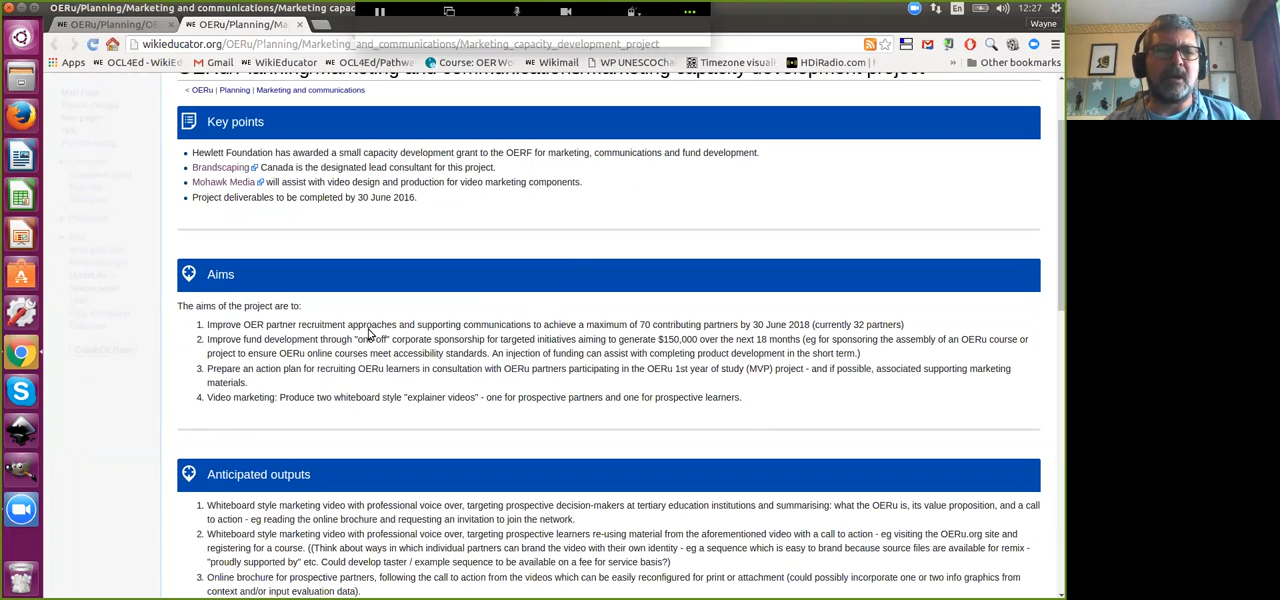 OERu/Planning/Marketing and communications/Marketing cap
En
12:27
WE OERu/Planning/OE
WE OERu/Planning/Ma
Wayne
wikieducator.org/OERu/Planning/Marketing_and_communications/Marketing_capacity_development_project
Apps
WE OCL4Ed - Wiki
Gmail
WE WikiEducator
WE OCL4Ed/Pathw
Course: OER Wo
Wikimail
WP UNESCOChai
Timezone visuali
HDiRadio.com |
» Other bookmarks
< OERu | Planning | Marketing and communications
Key points
• Hewlett Foundation has awarded a small capacity development grant to the OERF for marketing, communications and fund development.
• Brandscaping Canada is the designated lead consultant for this project.
• Mohawk Media will assist with video design and production for video marketing components.
• Project deliverables to be completed by 30 June 2016.
Aims
The aims of the project are to:
1. Improve OER partner recruitment approaches and supporting communications to achieve a maximum of 70 contributing partners by 30 June 2018 (currently 32 partners)
2. Improve fund development through "one off" corporate sponsorship for targeted initiatives aiming to generate $150,000 over the next 18 months (eg for sponsoring the assembly of an OERu course or
project to ensure OERu online courses meet accessibility standards. An injection of funding can assist with completing product development in the short term.)
3. Prepare an action plan for recruiting OERu learners in consultation with OERu partners participating in the OERu 1st year of study (MVP) project - and if possible, associated supporting marketing
materials.
4. Video marketing: Produce two whiteboard style "explainer videos" - one for prospective partners and one for prospective learners.
Anticipated outputs
1. Whiteboard style marketing video with professional voice over, targeting prospective decision-makers at tertiary education institutions and summarising: what the OERu is, its value proposition, and a call
to action - eg reading the online brochure and requesting an invitation to join the network.
2. Whiteboard style marketing video with professional voice over, targeting prospective learners re-using material from the aforementioned video with a call to action - eg visiting the OERu.org site and
registering for a course. ((Think about ways in which individual partners can brand the video with their own identity - eg a sequence which is easy to brand because source files are available for remix -
"proudly supported by" etc. Could develop taster / example sequence to be available on a fee for service basis?)
3. Online brochure for prospective partners, following the call to action from the videos which can be easily reconfigured for print or attachment (could possibly incorporate one or two info graphics from
context and/or input evaluation data).